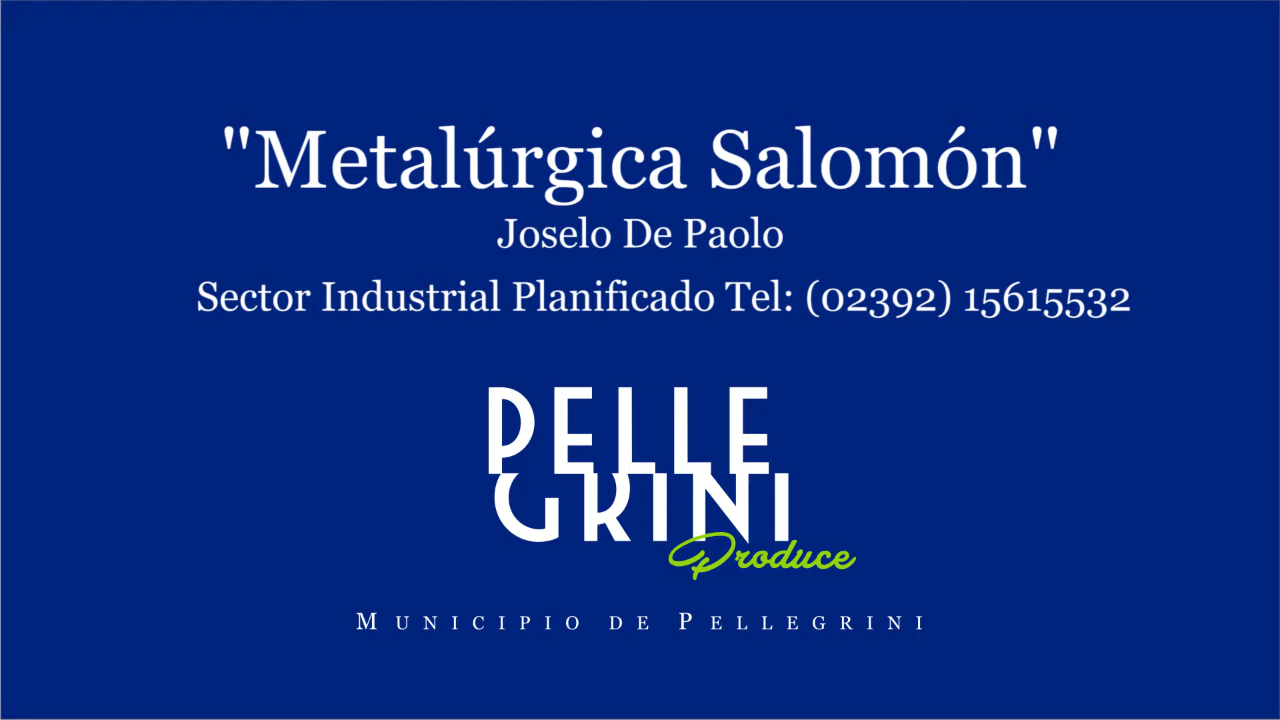 "Metalúrgica Salomón"
Joselo De Paolo
Sector Industrial Planificado Tel: (02392) 15615532
PELLE
GRINI
Produce
MUNICIPIO DE PELLEGRINI